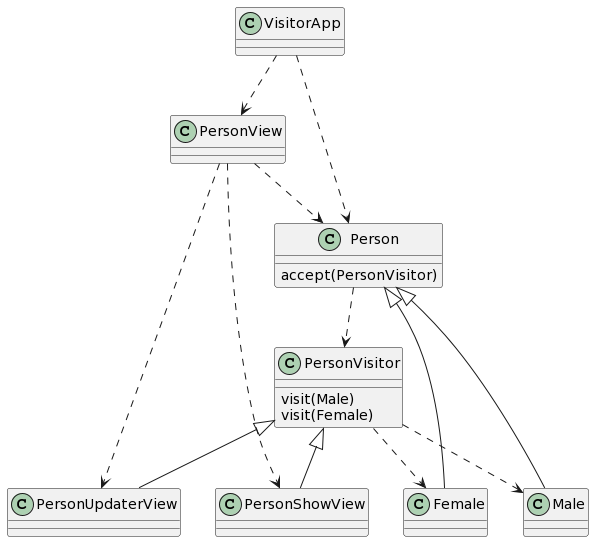 C VisitorApp
C PersonView
C Person
accept(PersonVisitor)
C PersonVisitor
visit(Male)
visit(Female)
C PersonUpdaterView
C PersonShowView
C Female
C Male